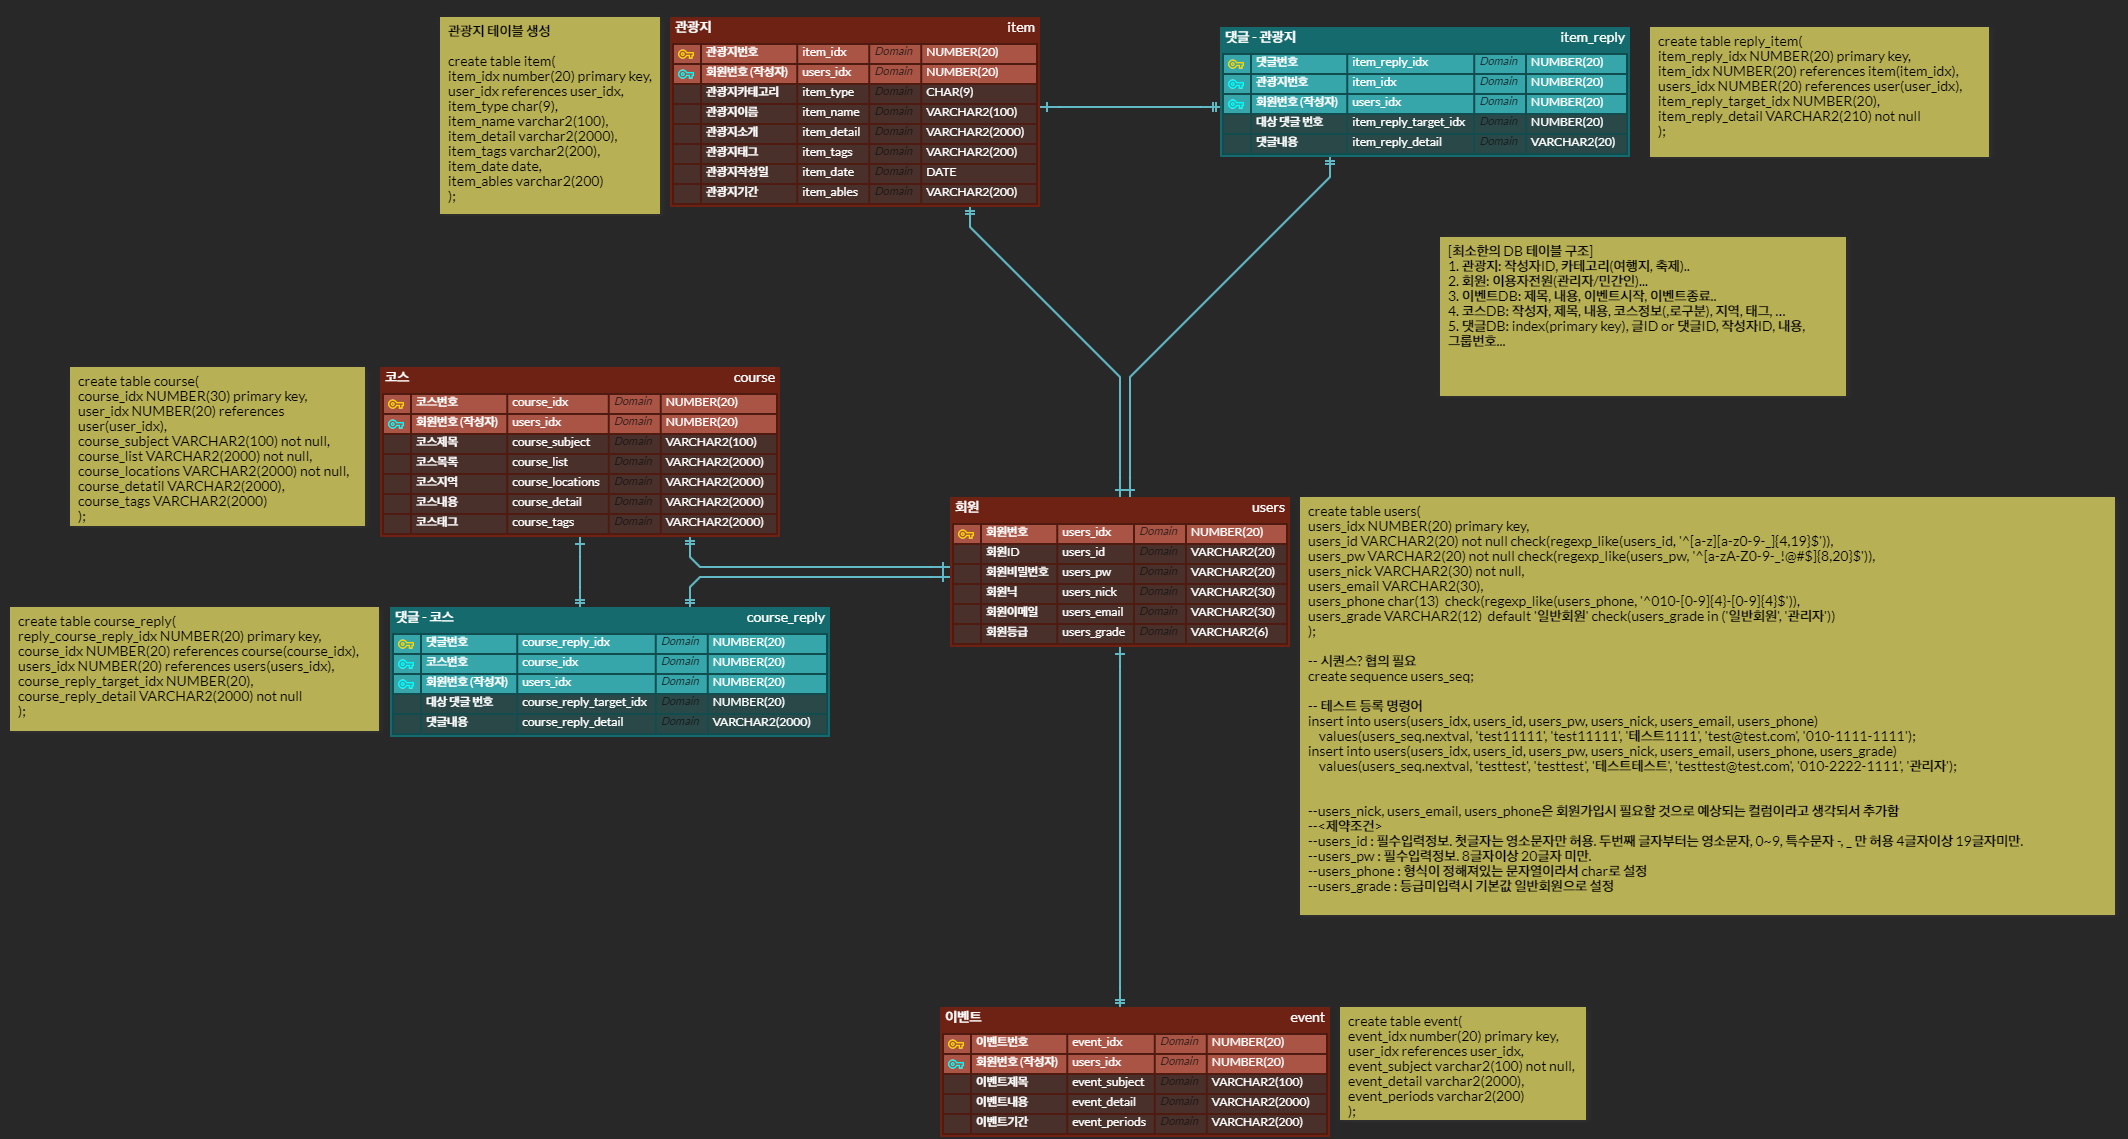 관광지 테이블 생성
create table item(
item_idx number(20) primary key,
user_idx references user_idx,
item_type char(9),
item_name varchar2(100),
item_detail varchar2(2000),
item_tags varchar2(200),
item_date date,
item_ables varchar2(200)
);
관광지 item
관광지번호 item_idx Domain NUMBER(20)
회원번호 (작성자) users_idx Domain NUMBER(20)
관광지카테고리 item_type Domain CHAR(9)
관광지이름 item_name Domain VARCHAR2(100)
관광지소개 item_detail Domain VARCHAR2(2000)
관광지태그 item_tags Domain VARCHAR2(200)
관광지작성일 item_date Domain DATE
관광지기간 item_ables Domain VARCHAR2(200)
댓글 - 관광지 item_reply
댓글번호 item_reply_idx Domain NUMBER(20)
관광지번호 item_idx Domain NUMBER(20)
회원번호 (작성자) users_idx Domain NUMBER(20)
대상 댓글 번호 item_reply_target_idx Domain NUMBER(20)
댓글내용 item_reply_detail Domain VARCHAR2(20)
create table reply_item(
item_reply_idx NUMBER(20) primary key,
item_idx NUMBER(20) references item(item_idx),
users_idx NUMBER(20) references user(user_idx),
item_reply_target_idx NUMBER(20),
item_reply_detail VARCHAR2(210) not null
);
[최소한의 DB 테이블 구조]
1. 관광지: 작성자ID, 카테고리(여행지, 축제)..
2. 회원: 이용자전원(관리자/민간인)...
3. 이벤트DB: 제목, 내용, 이벤트시작, 이벤트종료..
4. 코스DB: 작성자, 제목, 내용, 코스정보(,로구분), 지역, 태그, ...
5. 댓글DB: index(primary key), 글ID or 댓글ID, 작성자ID, 내용,
그룹번호...
create table course(
course_idx NUMBER(30) primary key,
user_idx NUMBER(20) references
user(user_idx),
course_subject VARCHAR2(100) not null,
course_list VARCHAR2(2000) not null,
course_locations VARCHAR2(2000) not null,
course_detatil VARCHAR2(2000),
course_tags VARCHAR2(2000)
);
코스 course
코스번호 course_idx Domain NUMBER(20)
회원번호 (작성자) users_idx Domain NUMBER(20)
코스제목 course_subject Domain VARCHAR2(100)
코스목록 course_list Domain VARCHAR2(2000)
코스지역 course_locations Domain VARCHAR2(2000)
코스내용 course_detail Domain VARCHAR2(2000)
코스태그 course_tags Domain VARCHAR2(2000)
회원 users
회원번호 users_idx Domain NUMBER(20)
회원ID users_id Domain VARCHAR2(20)
회원비밀번호 users_pw Domain VARCHAR2(20)
회원닉 users_nick Domain VARCHAR2(30)
회원이메일 users_email Domain VARCHAR2(30)
회원등급 users_grade Domain VARCHAR2(6)
create table users(
users_idx NUMBER(20) primary key,
users_id VARCHAR2(20) not null check(regexp_like(users_id, '^[a-z][a-z0-9-_]{4,19}$')),
users_pw VARCHAR2(20) not null check(regexp_like(users_pw, '^[a-zA-Z0-9-_!@#$]{8,20}$')),
users_nick VARCHAR2(30) not null,
users_email VARCHAR2(30),
users_phone char(13)  check(regexp_like(users_phone, '^010-[0-9]{4}-[0-9]{4}$')),
users_grade VARCHAR2(12)  default '일반회원' check(users_grade in ('일반회원', '관리자'))
);
-- 시퀀스? 협의 필요
create sequence users_seq;
-- 테스트 등록 명령어
insert into users(users_idx, users_id, users_pw, users_nick, users_email, users_phone)
values(users_seq.nextval, 'test11111', 'test11111', '테스트1111', 'test@test.com', '010-1111-1111');
insert into users(users_idx, users_id, users_pw, users_nick, users_email, users_phone, users_grade)
values(users_seq.nextval, 'testtest', 'testtest', '테스트테스트', 'testtest@test.com', '010-2222-1111', '관리자');
--users_nick, users_email, users_phone은 회원가입시 필요할 것으로 예상되는 컬럼이라고 생각되서 추가함
--<제약조건>
--users_id : 필수입력정보. 첫글자는 영소문자만 허용. 두번째 글자부터는 영소문자, 0~9, 특수문자 -, _ 만 허용 4글자이상 19글자미만.
--users_pw : 필수입력정보. 8글자이상 20글자 미만.
--users_phone : 형식이 정해져있는 문자열이라서 char로 설정
--users_grade : 등급미입력시 기본값 일반회원으로 설정
create table course_reply(
reply_course_reply_idx NUMBER(20) primary key,
course_idx NUMBER(20) references course(course_idx),
users_idx NUMBER(20) references users(users_idx),
course_reply_target_idx NUMBER(20),
course_reply_detail VARCHAR2(2000) not null
);
댓글 - 코스 course_reply
댓글번호 course_reply_idx Domain NUMBER(20)
코스번호 course_idx Domain NUMBER(20)
회원번호 (작성자) users_idx Domain NUMBER(20)
대상 댓글 번호 course_reply_target_idx Domain NUMBER(20)
댓글내용 course_reply_detail Domain VARCHAR2(2000)
이벤트 event
이벤트번호 event_idx Domain NUMBER(20)
회원번호 (작성자) users_idx Domain NUMBER(20)
이벤트제목 event_subject Domain VARCHAR2(100)
이벤트내용 event_detail Domain VARCHAR2(2000)
이벤트기간 event_periods Domain VARCHAR2(200)
create table event(
event_idx number(20) primary key,
user_idx references user_idx,
event_subject varchar2(100) not null,
event_detail varchar2(2000),
event_periods varchar2(200)
);